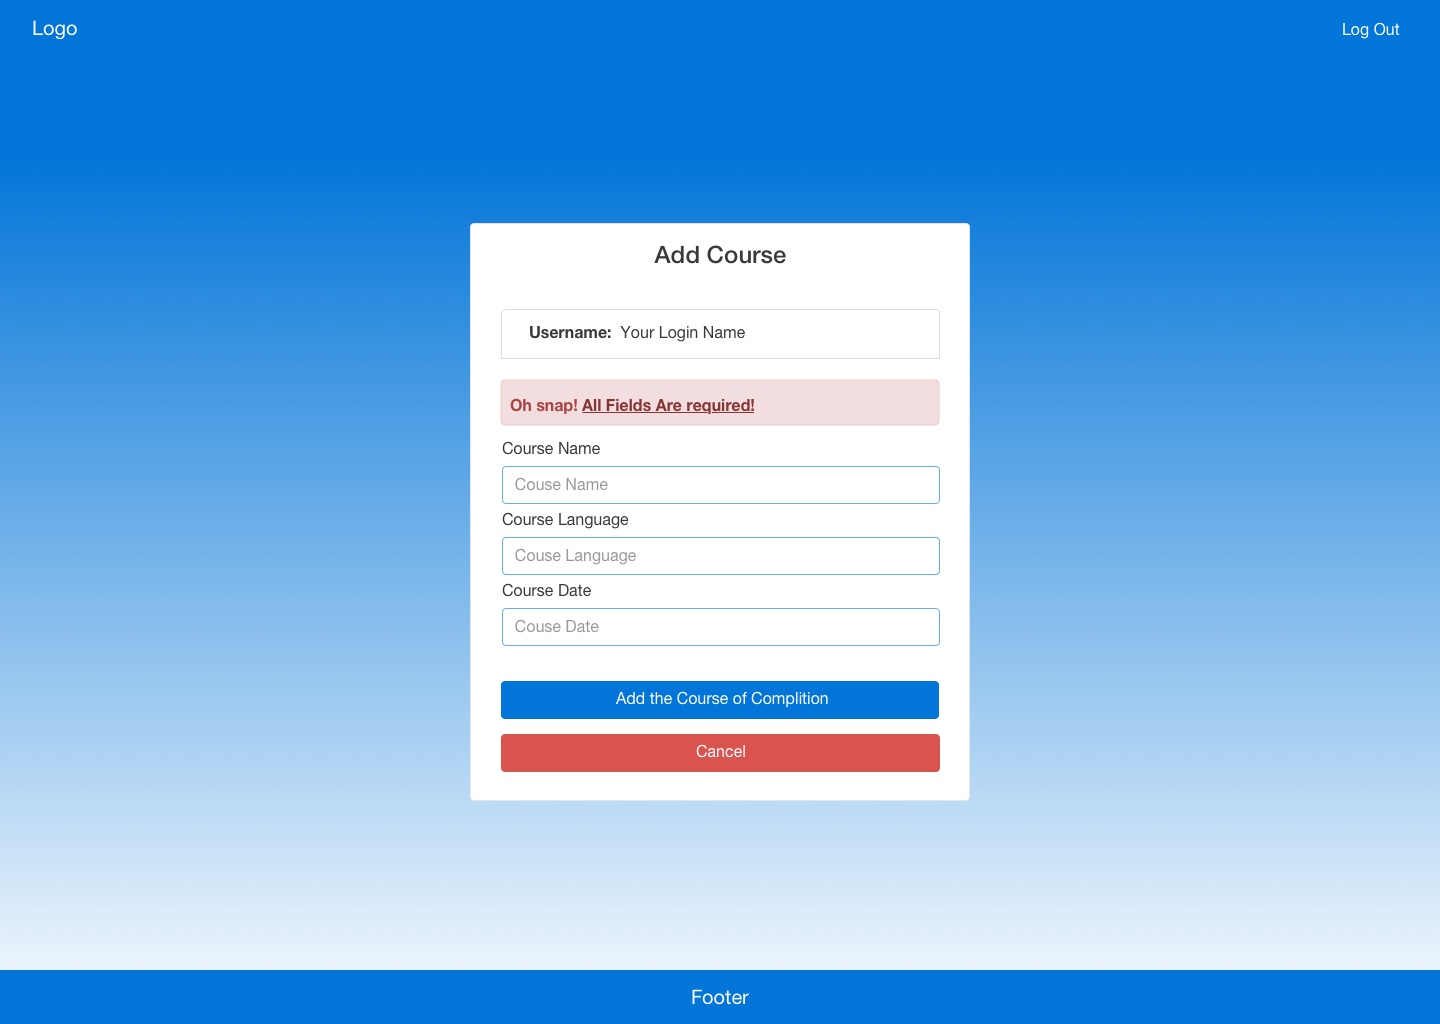 Logo
Log Out
Add Course
Username: Your Login Name
Oh snap! All Fields Are required!
Course Name
Couse Name
Course Language
Couse Language
Course Date
Couse Date
Add the Course of Complition
Cancel
Footer